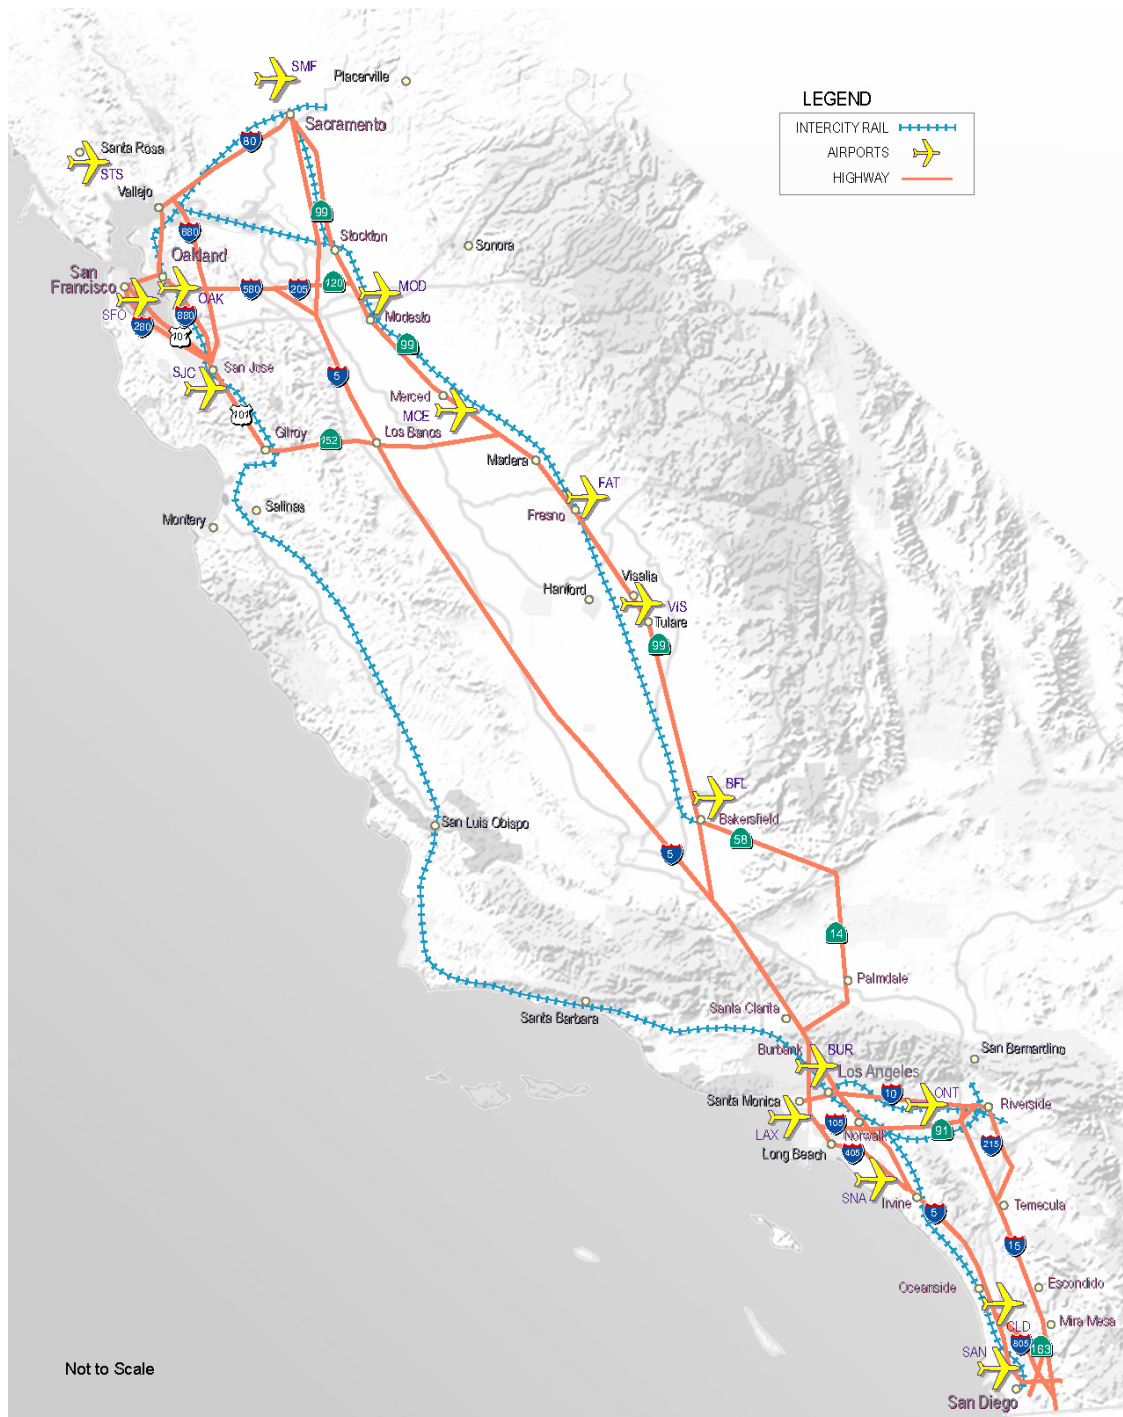 SMF
Placerville
LEGEND
Sacramento
INTERCITY RAIL
AIRPORTS
HIGHWAY
80
Santa Rosa
STS
Vallejo
99
680
Stockton
Sonora
Oakland
San
Francisco
580
205
120
MOD
OAK
SFO
880
280
101
Modesto
99
San Jose
SJC
5
Merced
MCE
101
Gilroy
152
Los Banos
Madera
FAT
Salinas
Fresno
Montery
Visalia
Hanford
VIS
Tulare
99
BFL
San Luis Obispo
Bakersfield
58
5
14
Palmdale
Santa Clarita
Santa Barbara
Burbank
BUR
San Bernardino
Los Angeles
10
ONT
Santa Monica
Riverside
LAX
105
Norwalk
91
215
Long Beach
405
SNA
Irvine
5
Temecula
15
Oceanside
Escondido
CLD
Mira Mesa
805
163
SAN
Not to Scale
San Diego